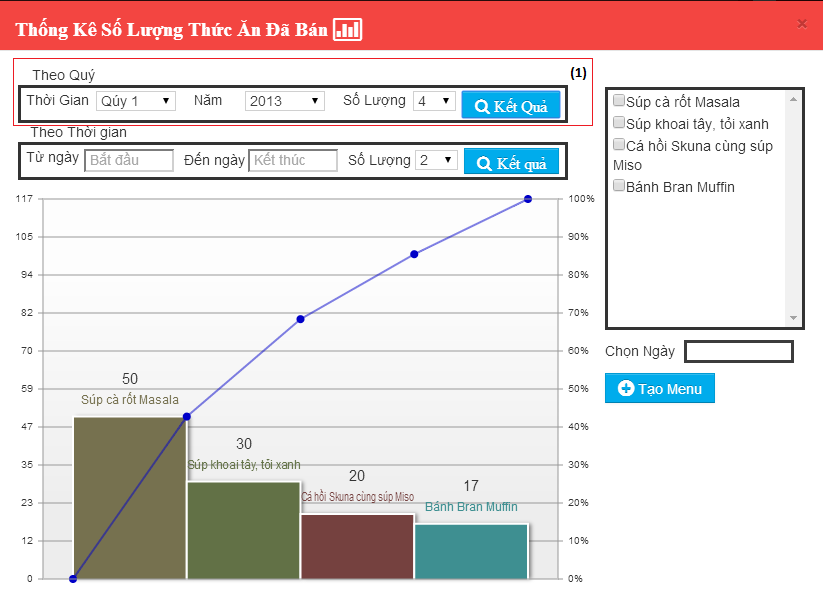 Thống Kê Số Lượng Thức Ăn Đã Bán
×
Theo Quý
(1)
Thời Gian Qúy 1 Năm 2013 Số Lượng 4 Kết Quả
Theo Thời gian
Từ ngày Bắt đầu Đến ngày Kết thúc Số Lượng 2 Kết quả
Súp cà rốt Masala
Súp khoai tây, tỏi xanh
Cá hồi Skuna cùng súp
Miso
Bánh Bran Muffin
Chọn Ngày
Tạo Menu
117 100%
105 90%
94 80%
82 70%
70 60%
59 50%
47 40%
35 30%
23 20%
12 10%
0 0%
50
Súp cà rốt Masala
30
Súp khoai tây, tỏi xanh
20
Cá hồi Skuna cùng súp Miso
17
Bánh Bran Muffin